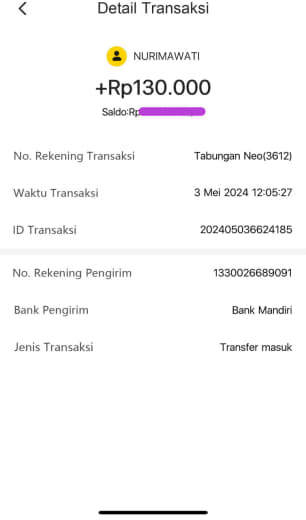 Detail Transaksi
NURIMAWATI
+Rp130.000
Saldo:Rp
No. Rekening Transaksi Tabungan Neo(3612)
Waktu Transaksi 3 Mei 2024 12:05:27
ID Transaksi 202405036624185
No. Rekening Pengirim 1330026689091
Bank Pengirim Bank Mandiri
Jenis Transaksi Transfer masuk